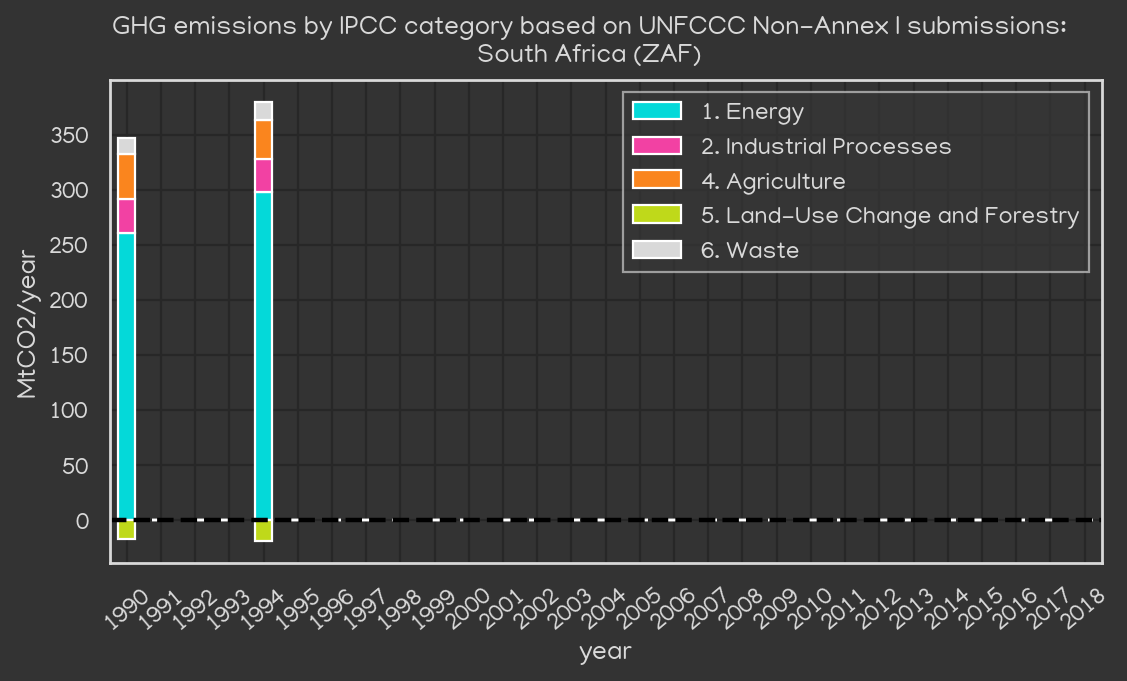 GHG emissions by IPCC category based on UNFCCC Non-Annex I submissions:
South Africa (ZAF)
1. Energy
2. Industrial Processes
4. Agriculture
5. Land-Use Change and Forestry
6. Waste
MtCO2/year
350
300
250
200
150
100
50
0
1990 1991 1992 1993 1994 1995 1996 1997 1998 1999 2000 2001 2002 2003 2004 2005 2006 2007 2008 2009 2010 2011 2012 2013 2014 2015 2016 2017 2018
year